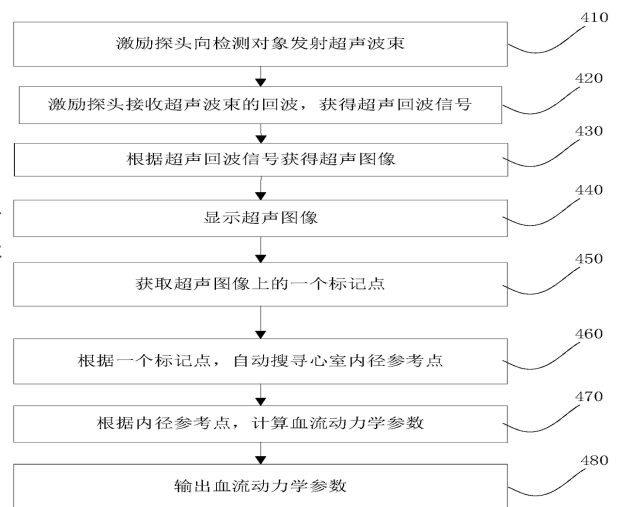 410
激励探头向检测对象发射超声波束
420
激励探头接收超声波束的回波，获得超声回波信号
430
根据超声回波信号获得超声图像
440
显示超声图像
450
获取超声图像上的一个标记点
460
根据一个标记点，自动搜寻心室内径参考点
470
根据内径参考点，计算血流动力学参数
480
输出血流动力学参数